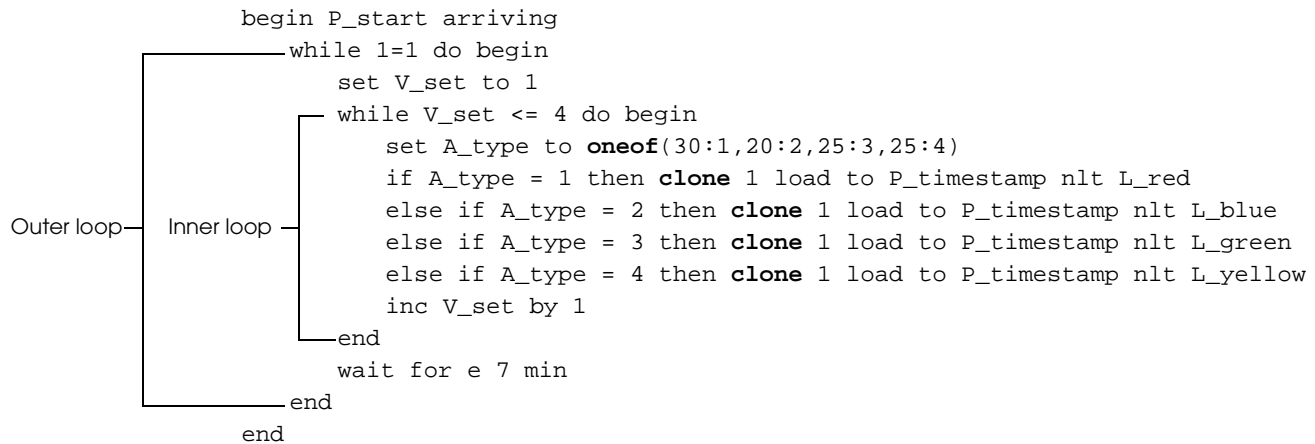 begin P_start arriving
while 1=1 do begin
set V_set to 1
while V_set <= 4 do begin
set A_type to oneof(30:1,20:2,25:3,25:4)
if A_type = 1 then clone 1 load to P_timestamp nlt L_red
Outer loop Inner loop else if A_type = 2 then clone 1 load to P_timestamp nlt L_blue
else if A_type = 3 then clone 1 load to P_timestamp nlt L_green
else if A_type = 4 then clone 1 load to P_timestamp nlt L_yellow
inc V_set by 1
end
wait for e 7 min
end
end